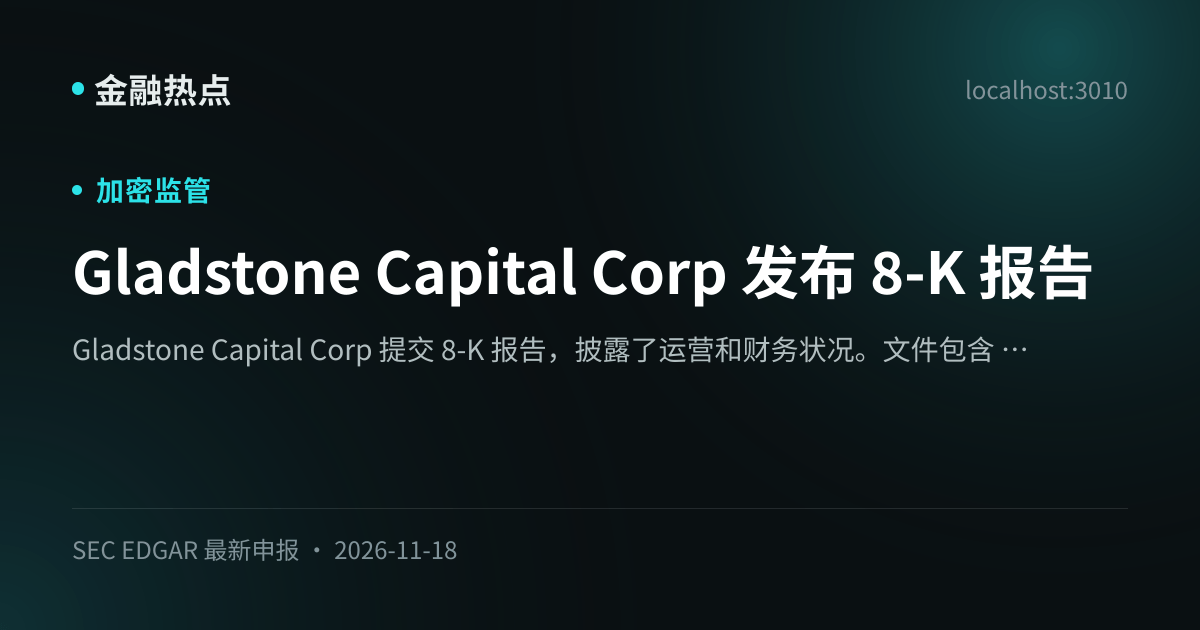 金融热点
localhost:3010
加密监管
Gladstone Capital Corp 发布 8-K 报告
Gladstone Capital Corp 提交 8-K 报告，披露了运营和财务状况。文件包含 ⋯
SEC EDGAR 最新申报 • 2026-11-18